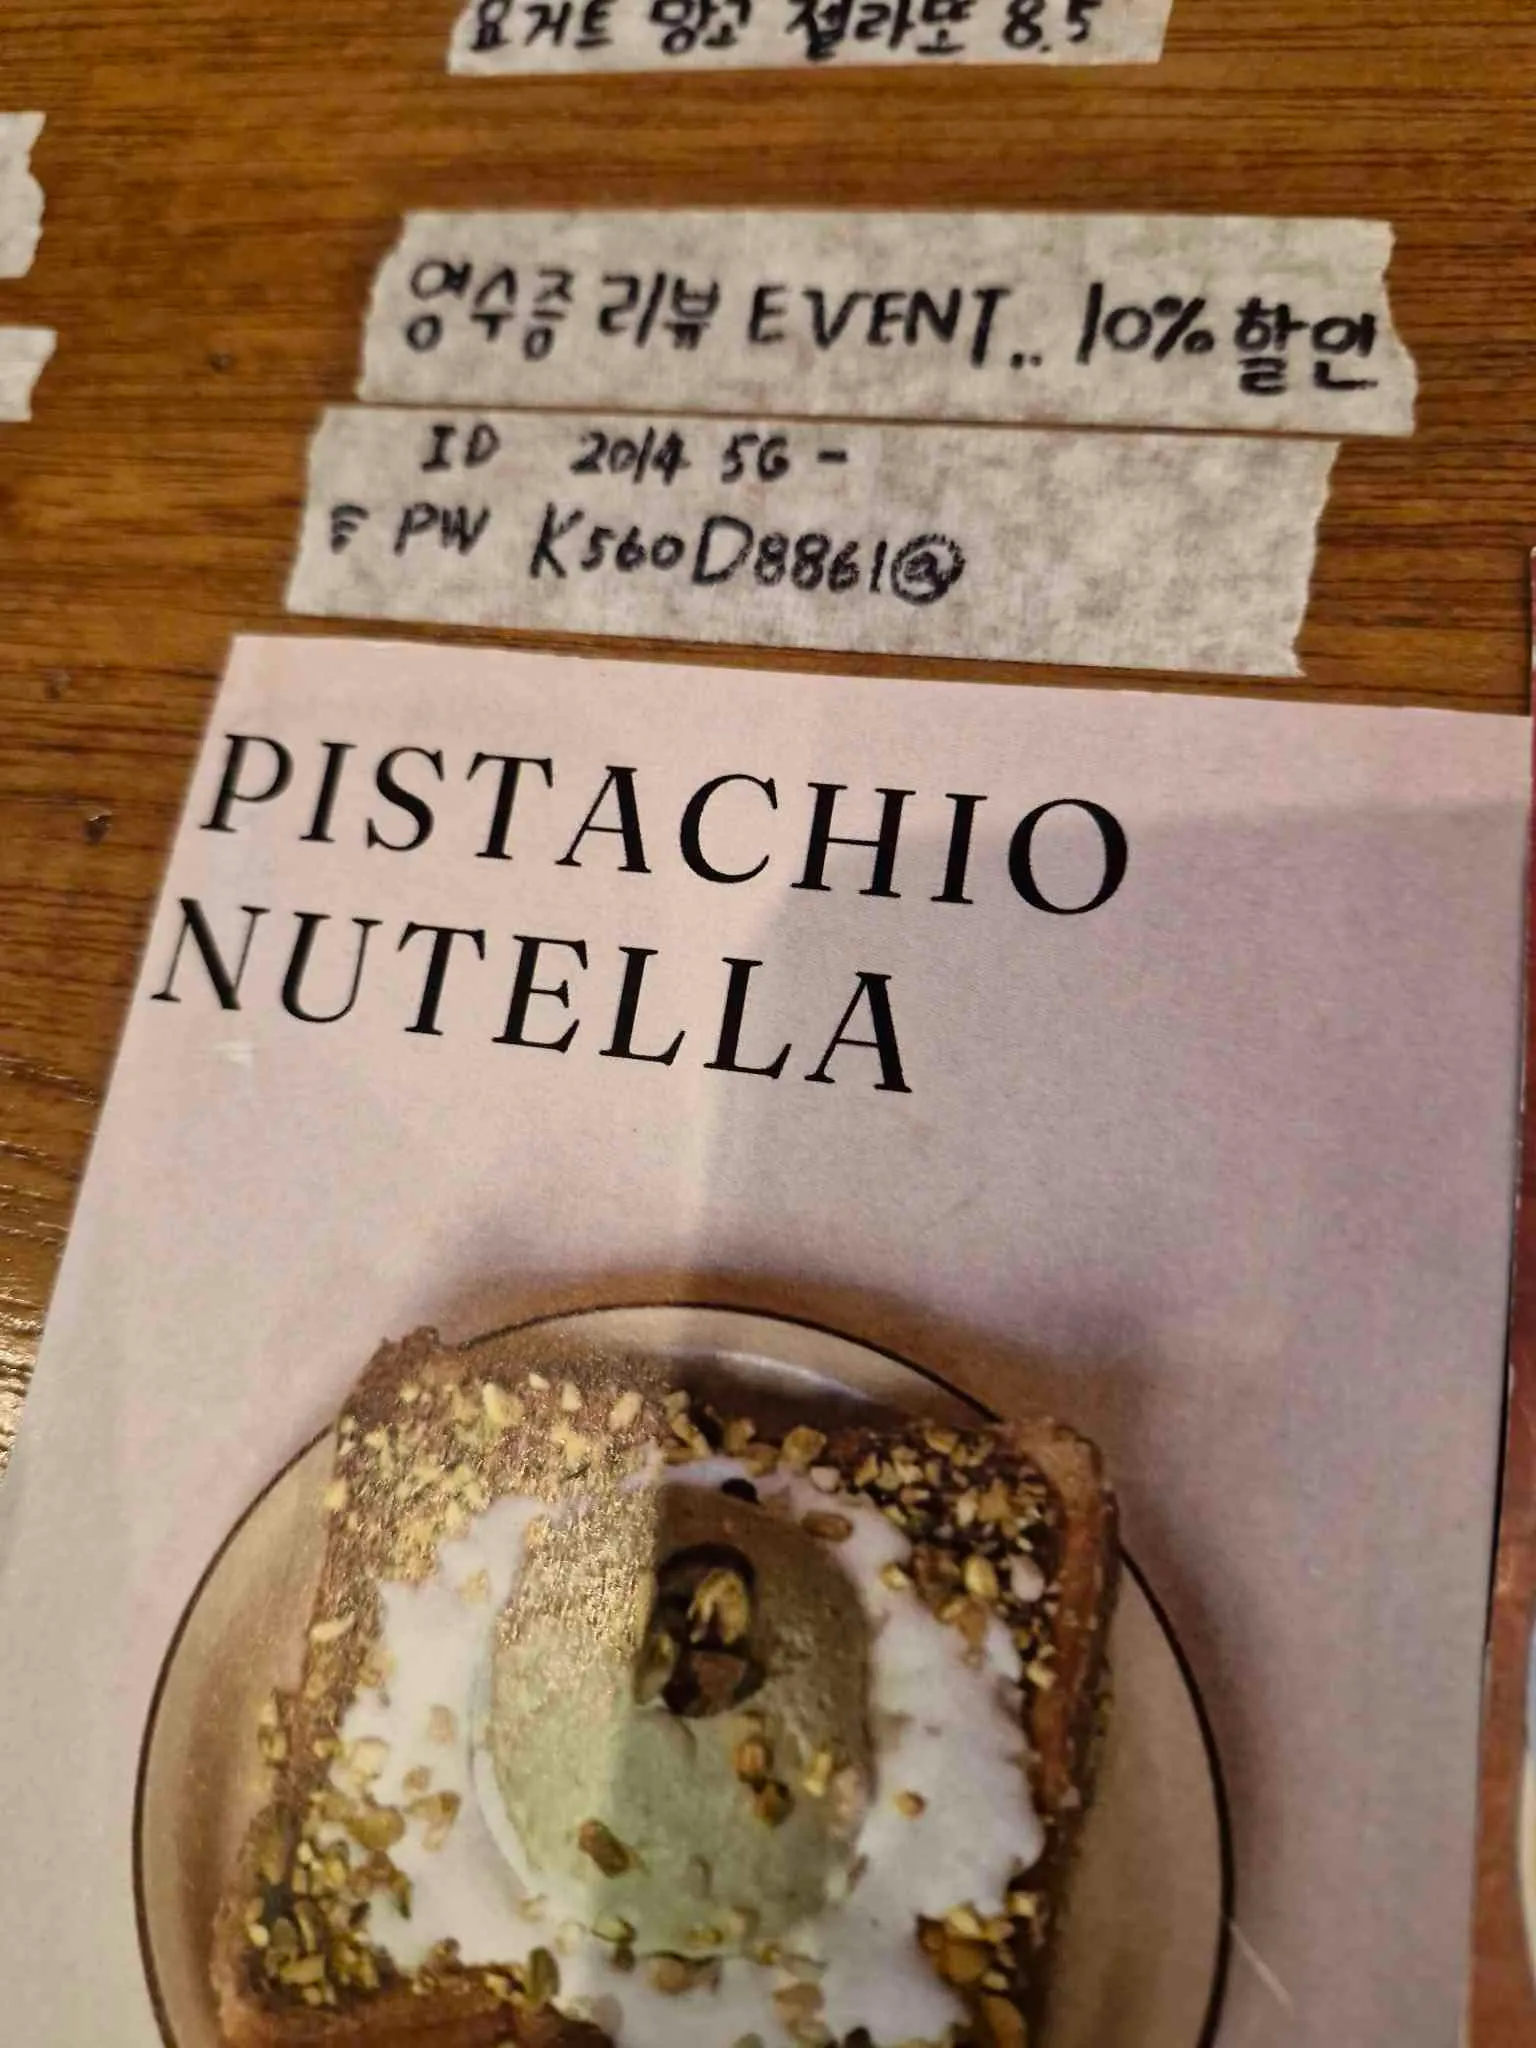 요거트 망고 젤라또 8.5
영수증 리뷰 EVENT.. 10% 할인
ID 2014 5G -
PW K560D8861@
PISTACHIO
NUTELLA